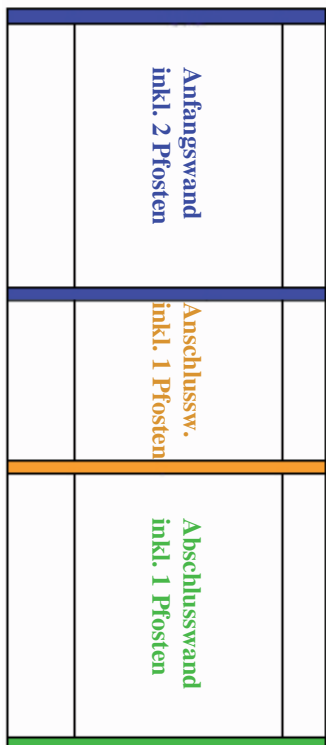 Anfangswand
inkl. 2 Pfosten
Anschlussw.
inkl. 1 Pfosten
Abschlusswand
inkl. 1 Pfosten